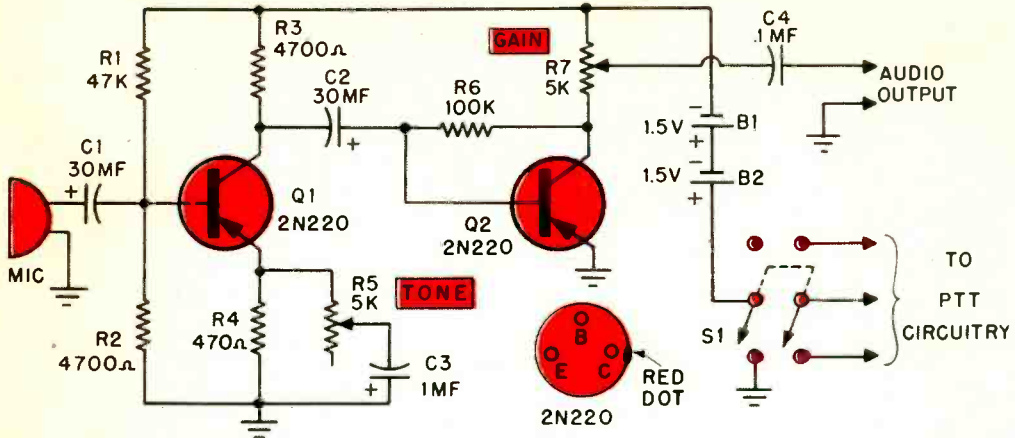 R1
47K
R3
4700Ω
C2
30MF
+
R6
100K
GAIN
R7
5K
C4
.1MF
AUDIO
OUTPUT
C1
30MF
+
MIC
Q1
2N220
Q2
2N220
-
1.5V
B1
+
-
1.5V
B2
+
R2
4700Ω
R4
470Ω
R5
5K
TONE
C3
1MF
+
B
E
C
RED
DOT
2N220
S1
TO
PTT
CIRCUITRY